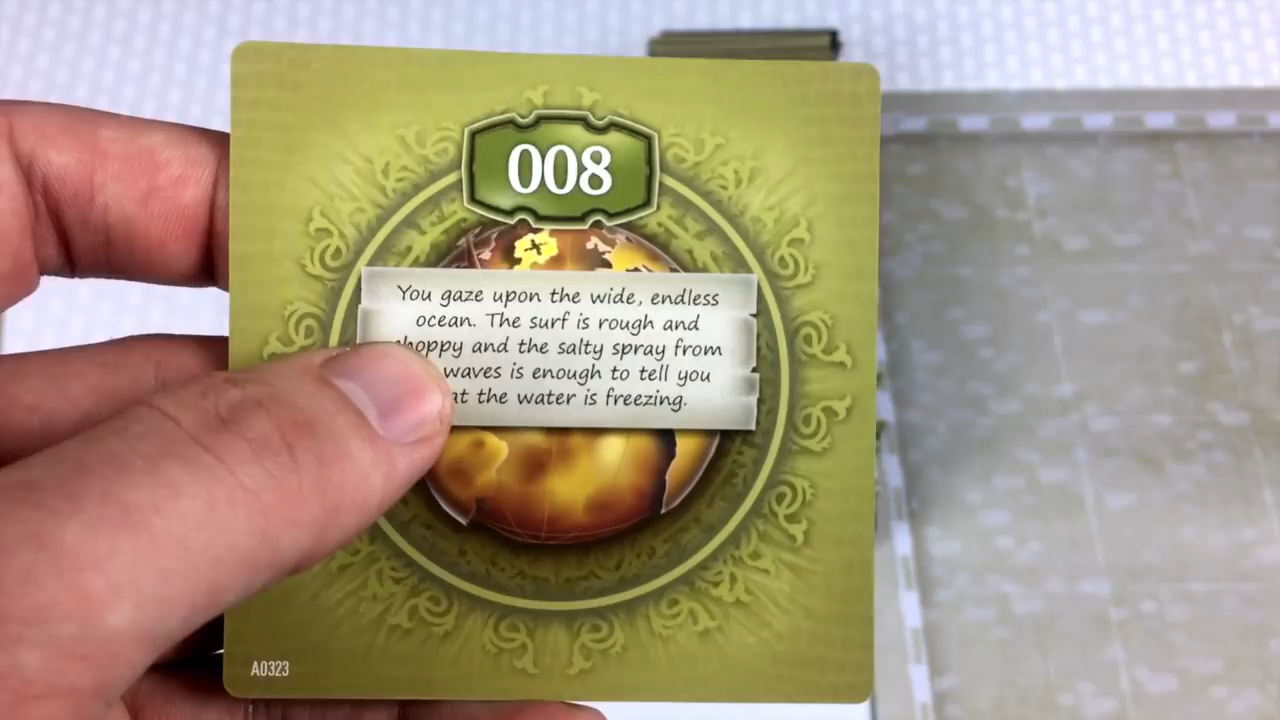 008
You gaze upon the wide, endless
ocean. The surf is rough and
choppy and the salty spray from
waves is enough to tell you
at the water is freezing.
A0323